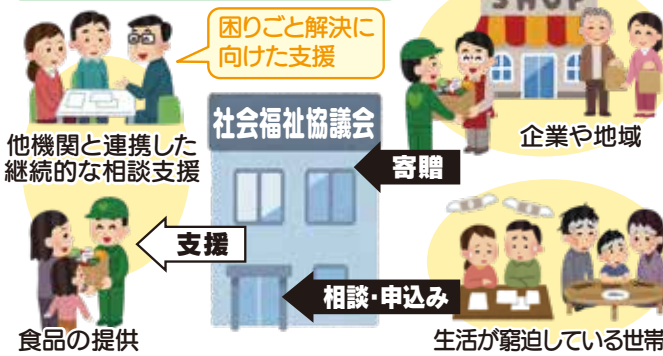 困りごと解決に
向けた支援
SHOP
社会福祉協議会
他機関と連携した
継続的な相談支援
企業や地域
寄贈
支援
相談・申込み
食品の提供
生活が窮迫している世帯